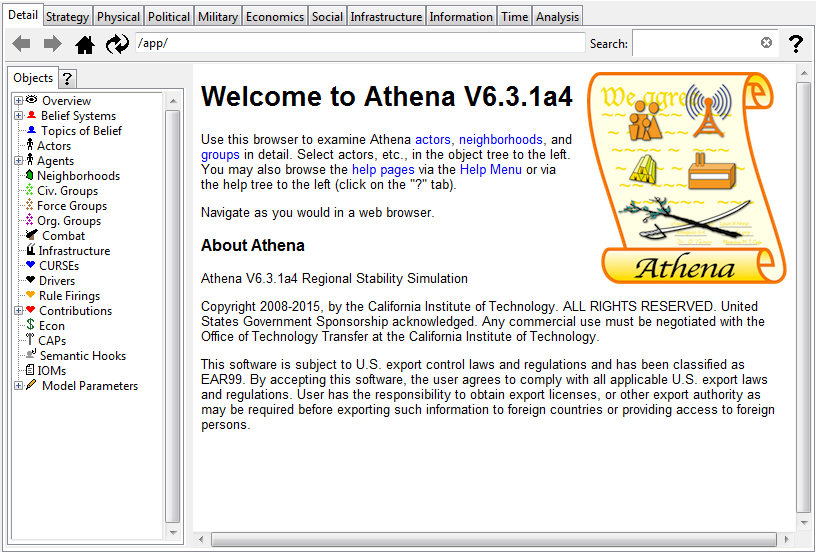 Detail Strategy Physical Political Military Economics Social Infrastructure Information Time Analysis
/app/ Search: ?
Objects ?
Overview
Belief Systems
Topics of Belief
Actors
Agents
Neighborhoods
Civ. Groups
Force Groups
Org. Groups
Combat
Infrastructure
CURSEs
Drivers
Rule Firings
Contributions
Econ
CAPs
Semantic Hooks
IOMs
Model Parameters
Welcome to Athena V6.3.1a4
Use this browser to examine Athena actors, neighborhoods, and
groups in detail. Select actors, etc., in the object tree to the left.
You may also browse the help pages via the Help Menu or via
the help tree to the left (click on the "?" tab).
Navigate as you would in a web browser.
We agree
Athena
About Athena
Athena V6.3.1a4 Regional Stability Simulation
Copyright 2008-2015, by the California Institute of Technology. ALL RIGHTS RESERVED. United
States Government Sponsorship acknowledged. Any commercial use must be negotiated with the
Office of Technology Transfer at the California Institute of Technology.
This software is subject to U.S. export control laws and regulations and has been classified as
EAR99. By accepting this software, the user agrees to comply with all applicable U.S. export laws
and regulations. User has the responsibility to obtain export licenses, or other export authority as
may be required before exporting such information to foreign countries or providing access to foreign
persons.